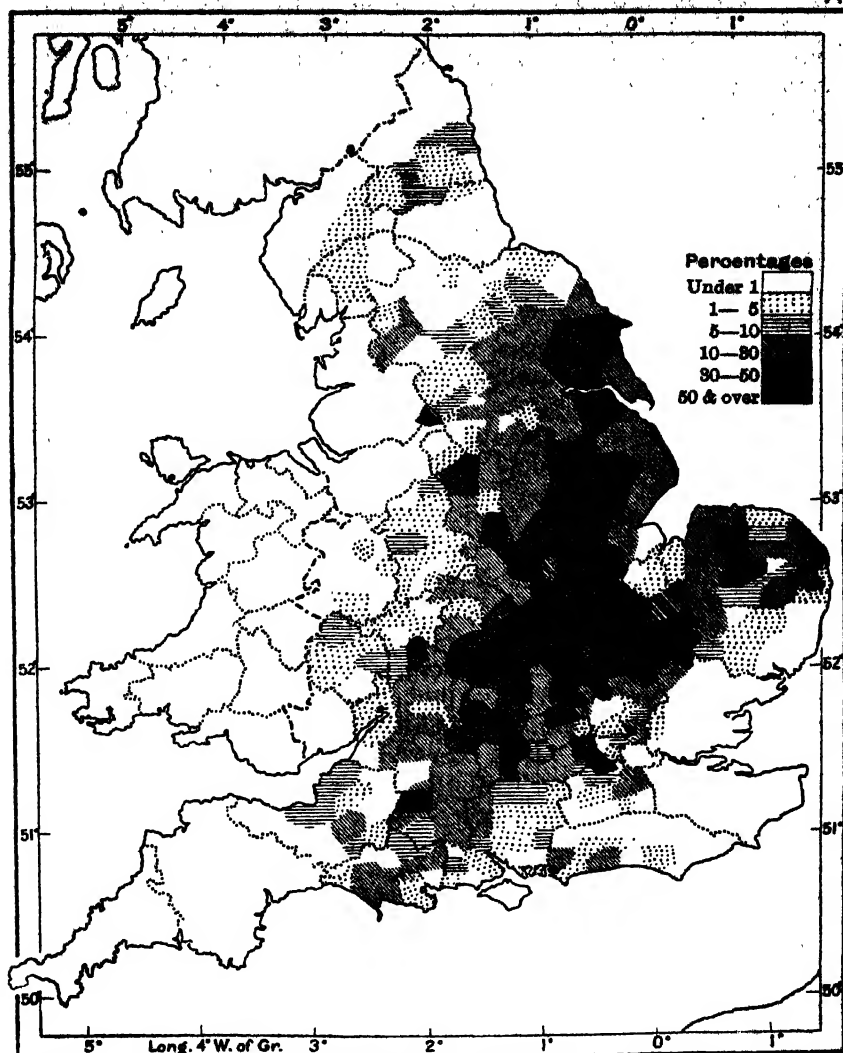 5° 4° 3° 2° 1° 0° 1°
55° 55°
Percentages
Under 1
1— 5
5—10
10—30
30—50
50 & over
54° 54°
53° 53°
52° 52°
51° 51°
50° 50°
5° Long. 4° W. of Gr. 3° 2° 1° 0° 1°